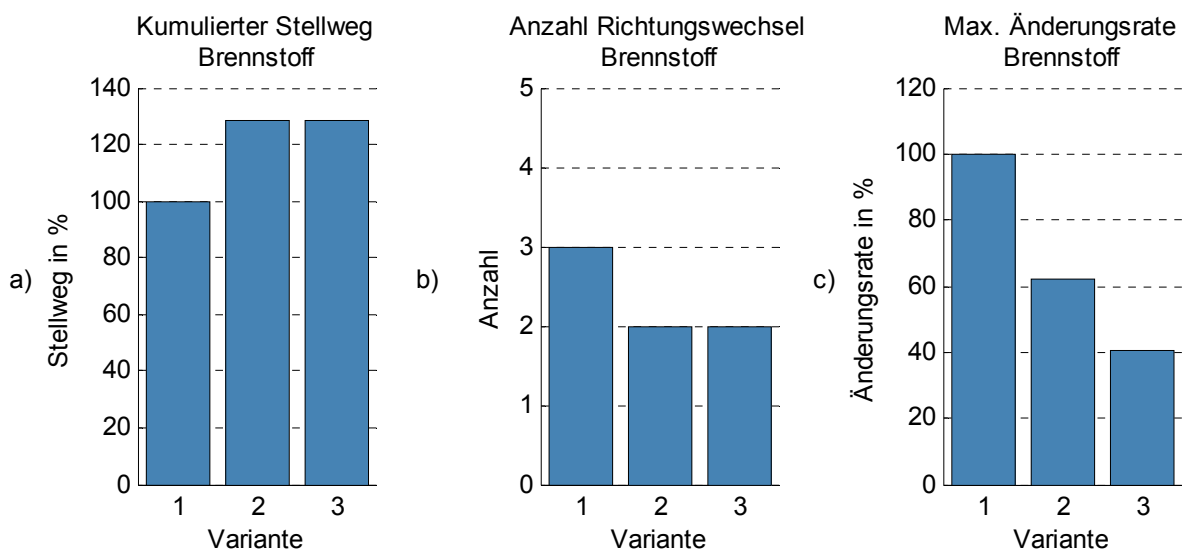 Kumulierter Stellweg
Brennstoff
a)
Stellweg in %
140
120
100
80
60
40
20
0
1 2 3
Variante
Anzahl Richtungswechsel
Brennstoff
b)
Anzahl
5
4
3
2
1
0
1 2 3
Variante
Max. Änderungsrate
Brennstoff
c)
Änderungsrate in %
120
100
80
60
40
20
0
1 2 3
Variante